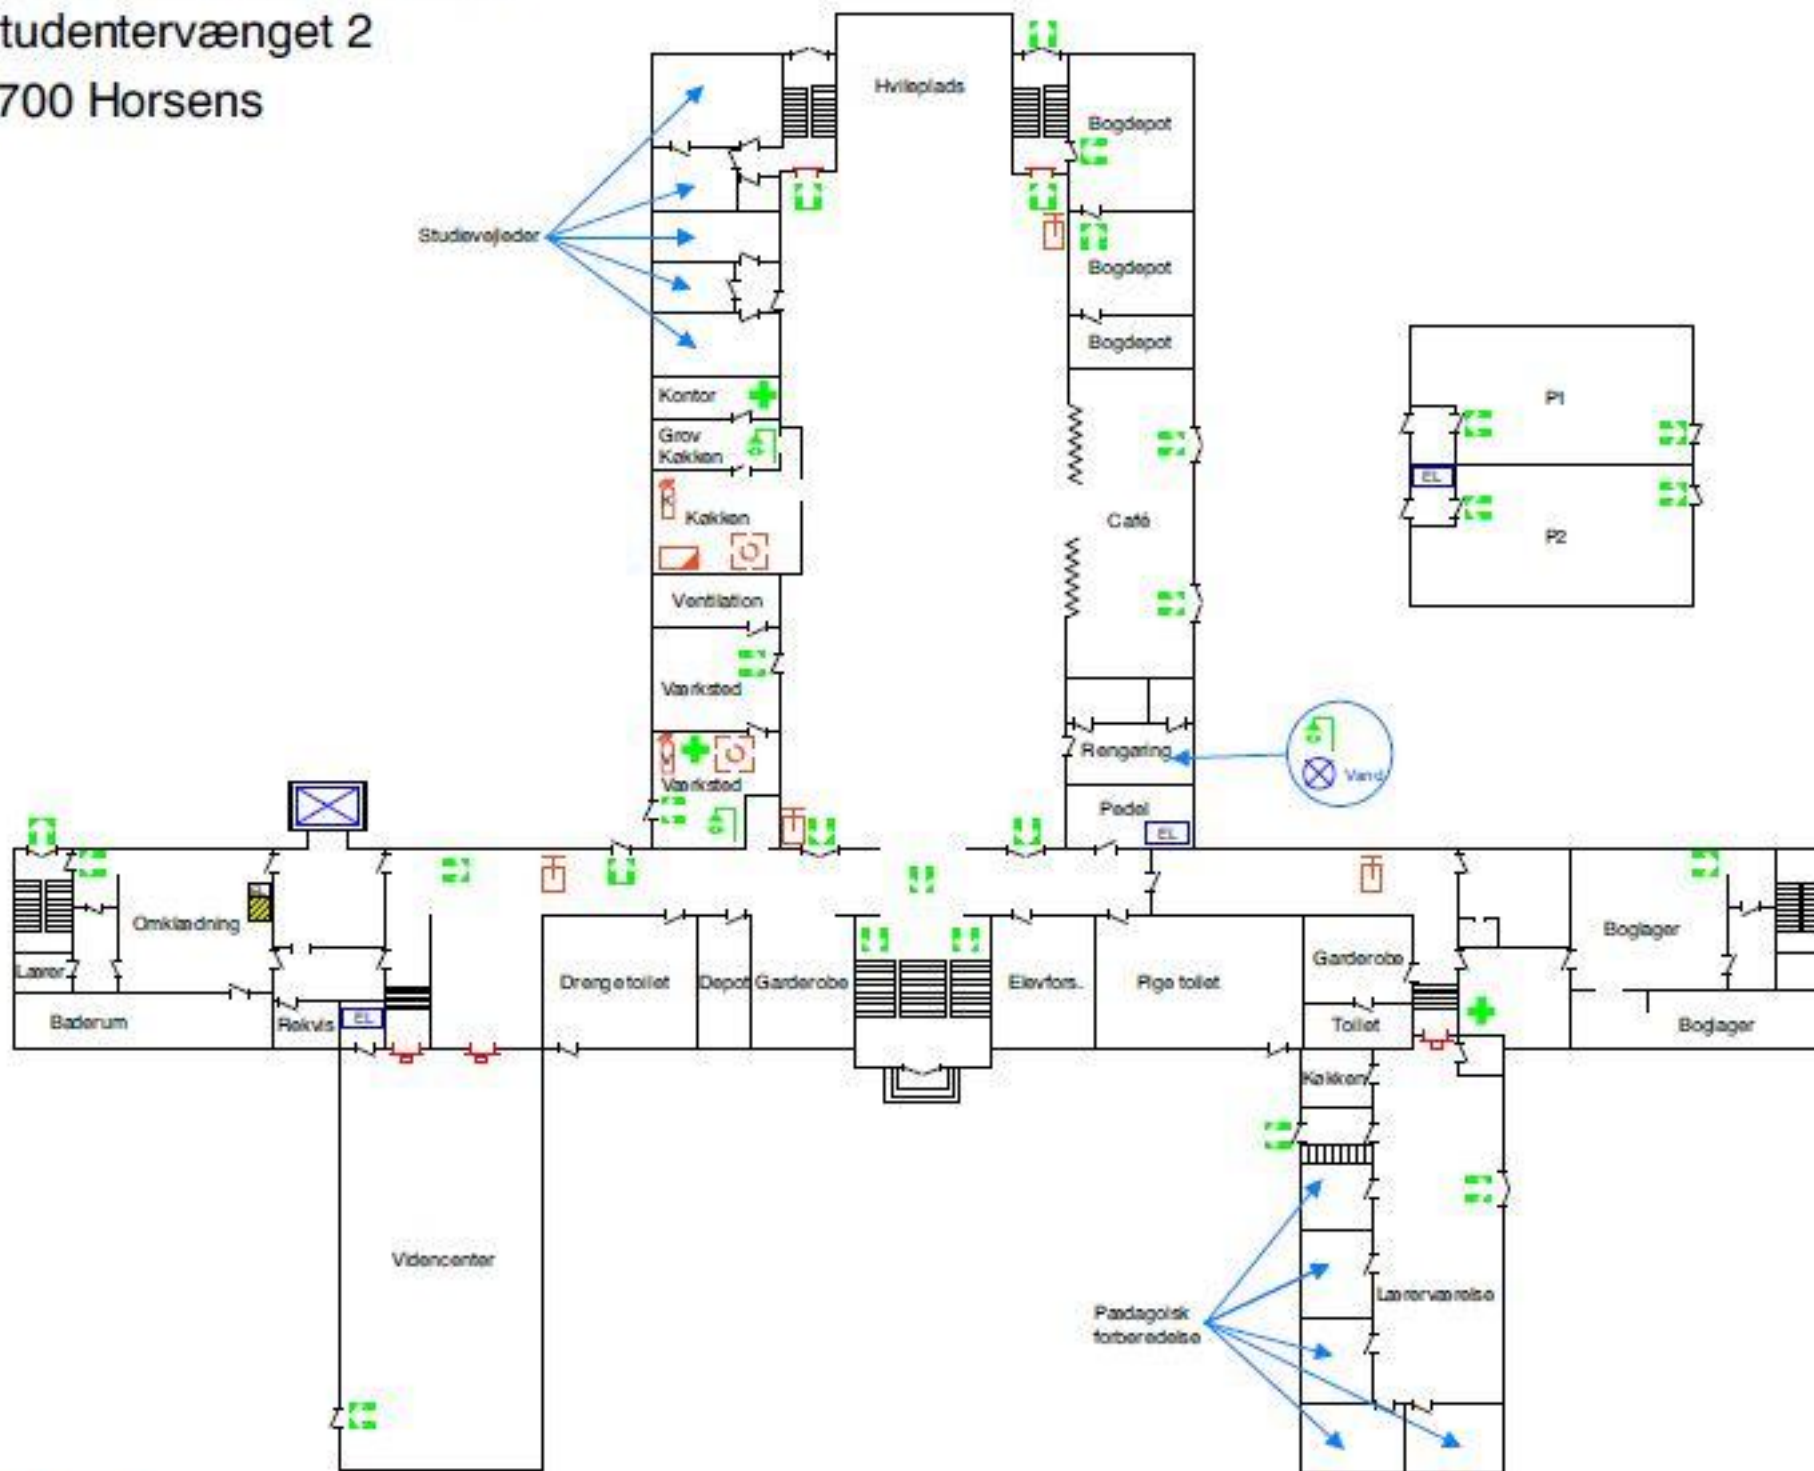 tudentervænget 2
700 Horsens
Hvileplads
Bogdepot
Studievejleder
Bogdepot
Bogdepot
Kontor
Grov
Køkken
Køkken
Café
P1
EL
P2
Ventilation
Værksted
Værksted
Rengøring
Vand
Pedel
EL
Omklædning
Lærer
Baderum
Rekvis
EL
Drengetoilet
Depot
Garderobe
Elevfors.
Pige toilet
Garderobe
Toilet
Boglager
Boglager
Køkken
Videncenter
Pædagoisk
forberedelse
Lærerværelse